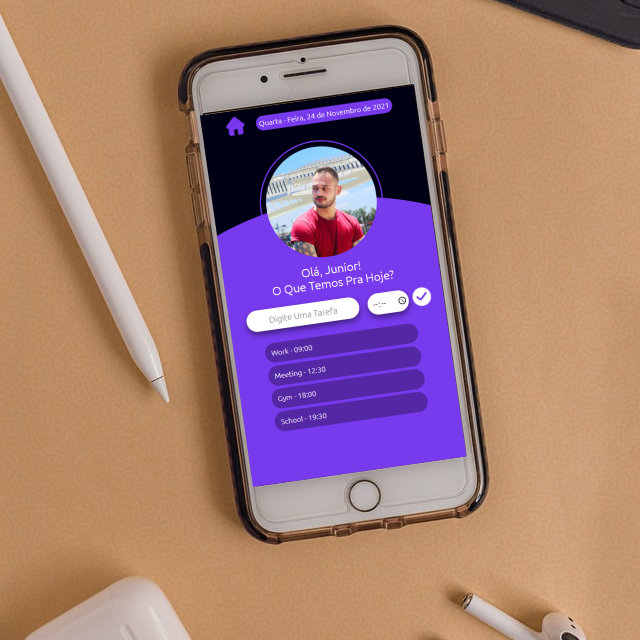 Quarta - Feira, 24 de Novembro de 2021
Olá, Junior!
O Que Temos Pra Hoje?
Digite Uma Tarefa
--:--
Work - 09:00
Meeting - 12:30
Gym - 18:00
School - 19:30